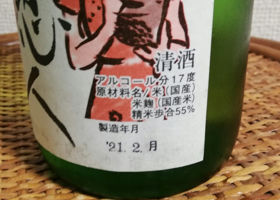 清酒
アルコール分17度
原材料名/米(国産)
米麹(国産米)
精米歩合55%
製造年月
'21.2.月
人